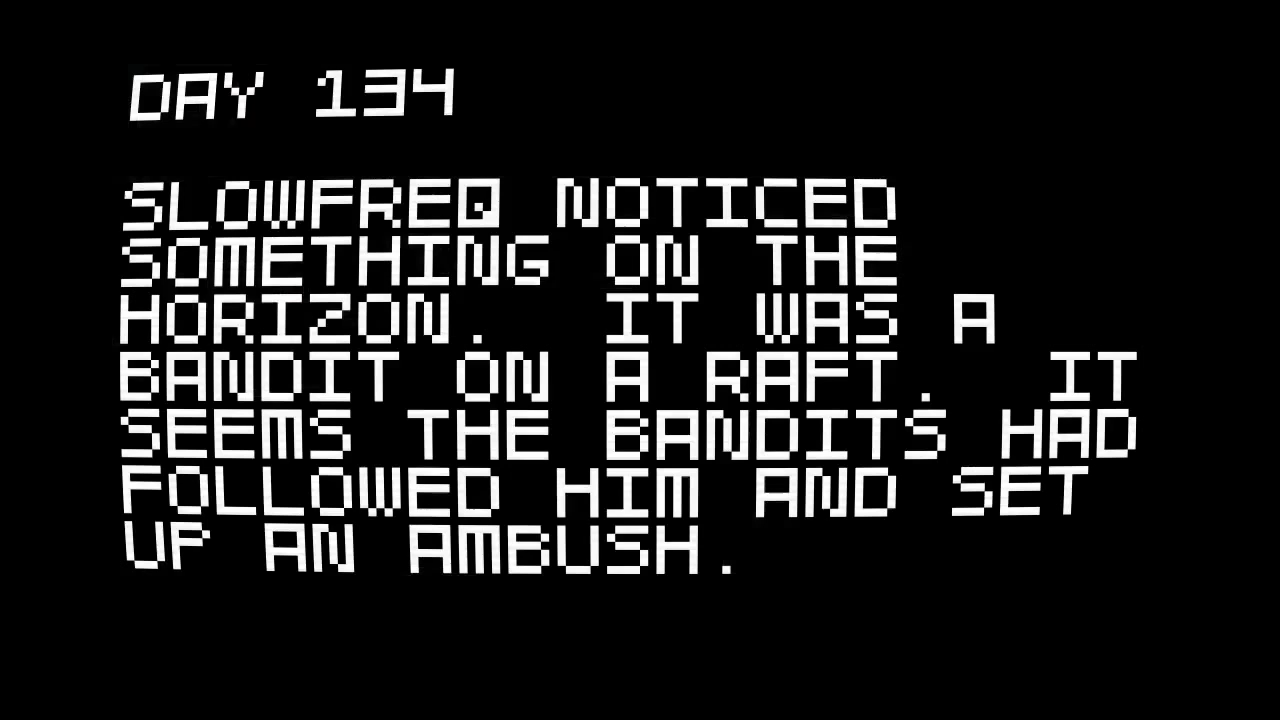 DAY 134
SLOWFREQ NOTICED
SOMETHING ON THE
HORIZON. IT WAS A
BANDIT ON A RAFT. IT
SEEMS THE BANDITS HAD
FOLLOWED HIM AND SET
UP AN AMBUSH.